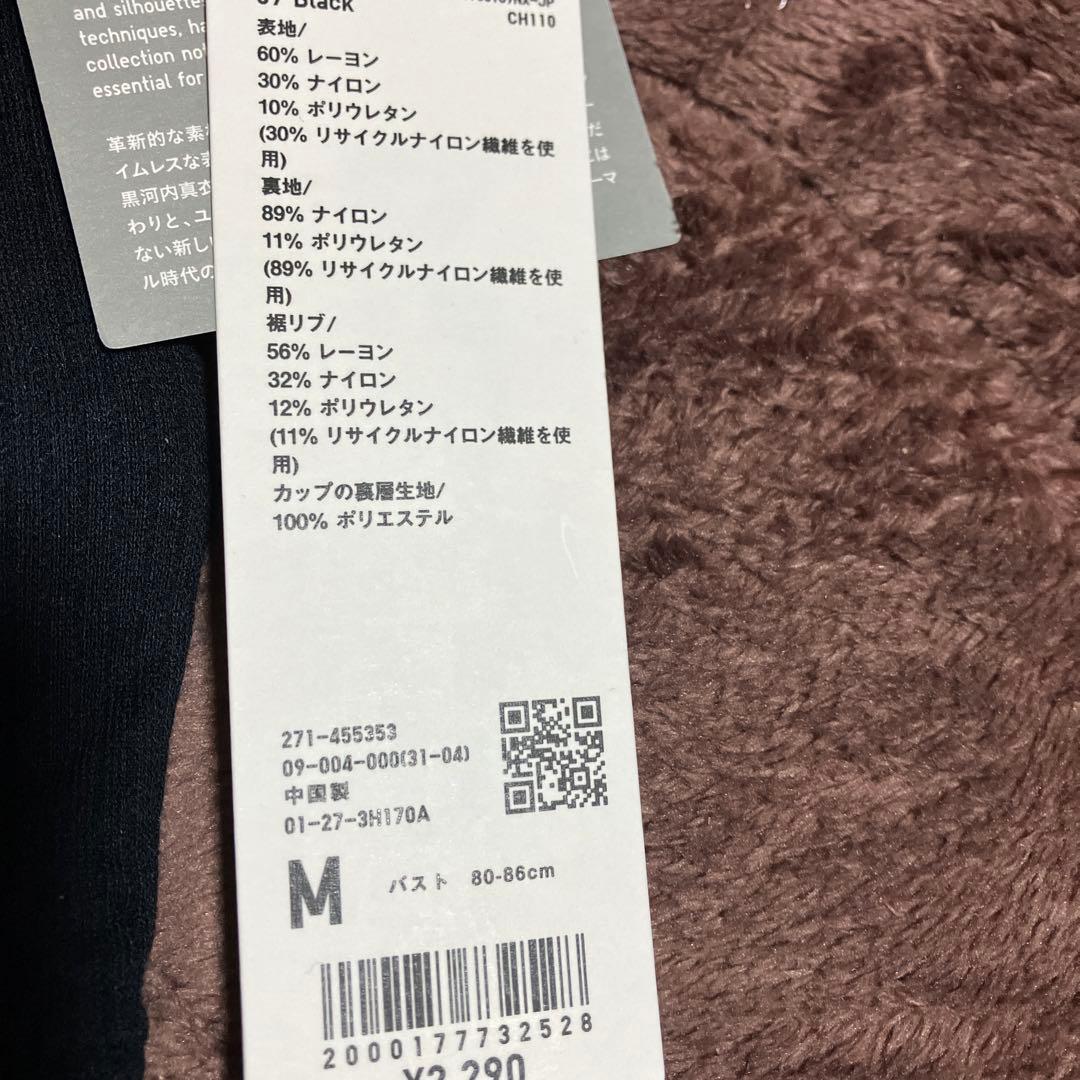 and silhouette
techniques, ha
collection no
essential for
革新的な素
イムレスな表
黒河内真衣
わりと、ユ
ない新しい
ル時代の
だ
は
ーマ
Black
CH110
表地/
60% レーヨン
30% ナイロン
10% ポリウレタン
(30% リサイクルナイロン繊維を使
用)
裏地/
89% ナイロン
11% ポリウレタン
(89% リサイクルナイロン繊維を使
用)
裾リブ/
56% レーヨン
32% ナイロン
12% ポリウレタン
(11% リサイクルナイロン繊維を使
用)
カップの裏層生地/
100% ポリエステル
271-455353
09-004-000(31-04)
中国製
01-27-3H170A
M バスト 80-86cm
2000177732528
¥2,290